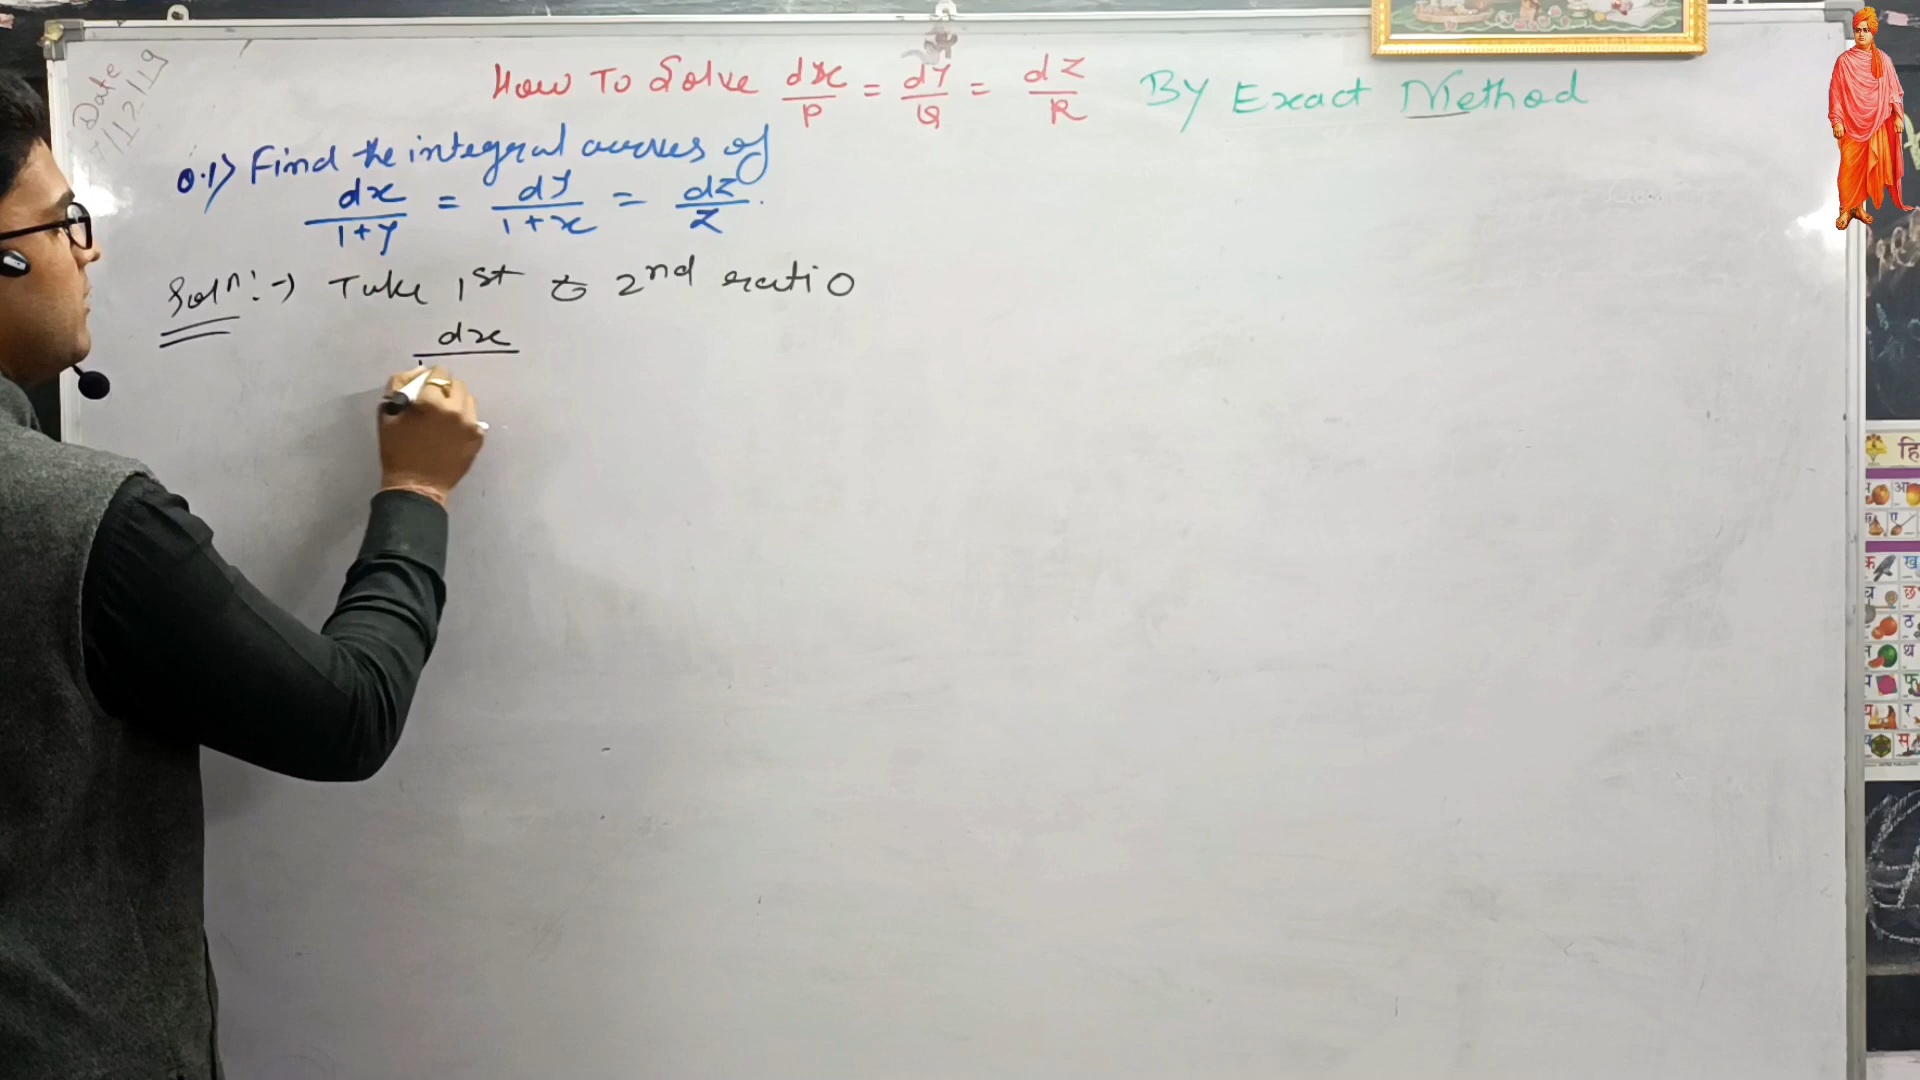 Date
/12/19
How To Solve dx/P = dy/Q = dz/R By Exact Method
Q.1) Find the integral curves of
dx/1+y = dy/1+x = dz/z.
Soln:-) Take 1st & 2nd ratio
dx
हि
क
ख
छ
ठ
थ